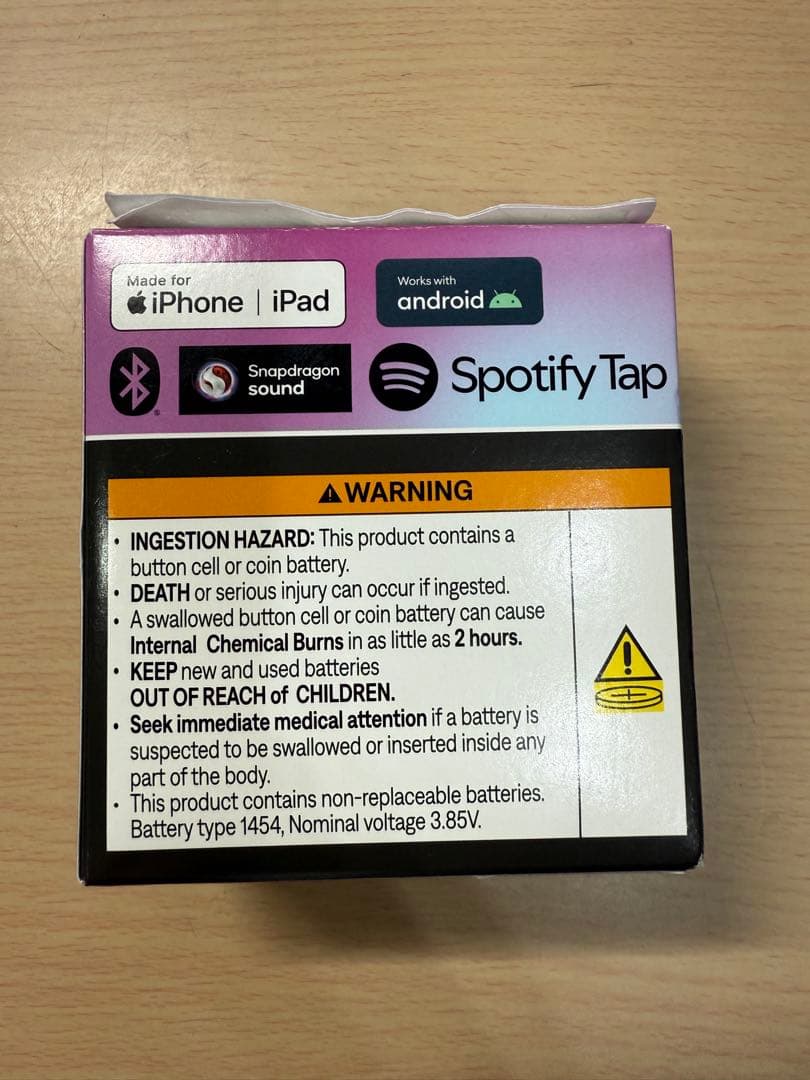 Made for
iPhone | iPad
Works with
android
Snapdragon
sound
Spotify Tap
WARNING
• INGESTION HAZARD: This product contains a
button cell or coin battery.
• DEATH or serious injury can occur if ingested.
• A swallowed button cell or coin battery can cause
Internal Chemical Burns in as little as 2 hours.
• KEEP new and used batteries
OUT OF REACH of CHILDREN.
• Seek immediate medical attention if a battery is
suspected to be swallowed or inserted inside any
part of the body.
• This product contains non-replaceable batteries.
Battery type 1454, Nominal voltage 3.85V.